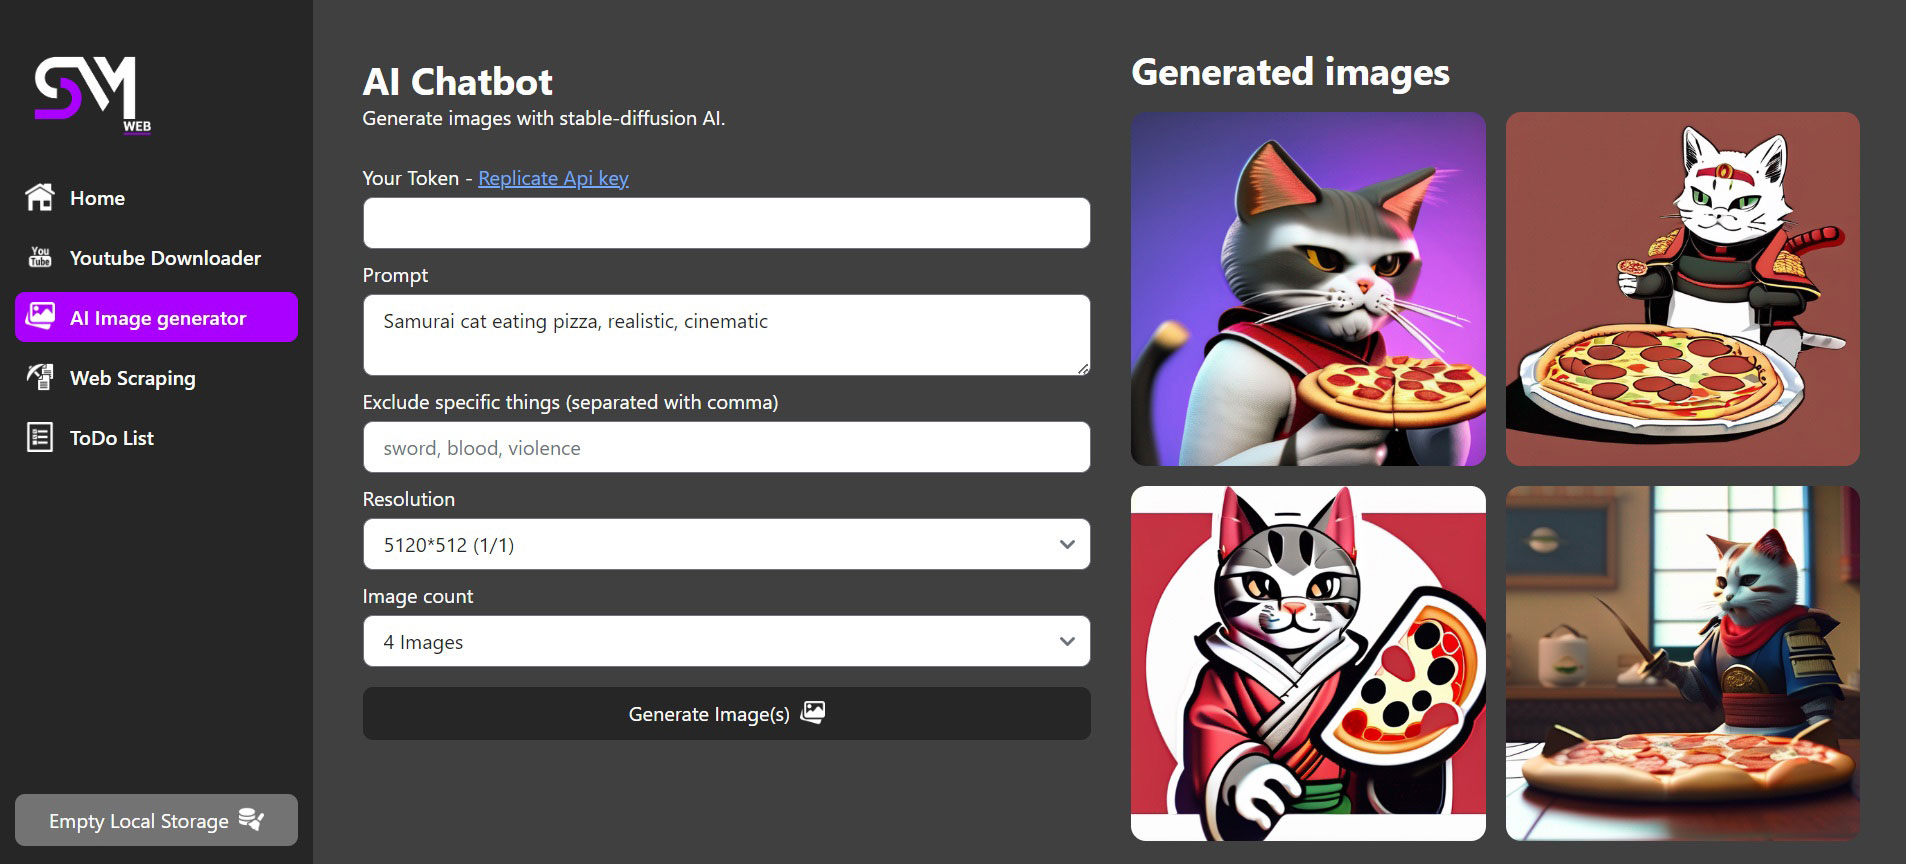 SM
WEB
Home
You
Tube
Youtube Downloader
AI Image generator
Web Scraping
ToDo List
Empty Local Storage
AI Chatbot
Generate images with stable-diffusion AI.
Your Token - Replicate Api key
Prompt
Samurai cat eating pizza, realistic, cinematic
Exclude specific things (separated with comma)
sword, blood, violence
Resolution
5120*512 (1/1)
Image count
4 Images
Generate Image(s)
Generated images